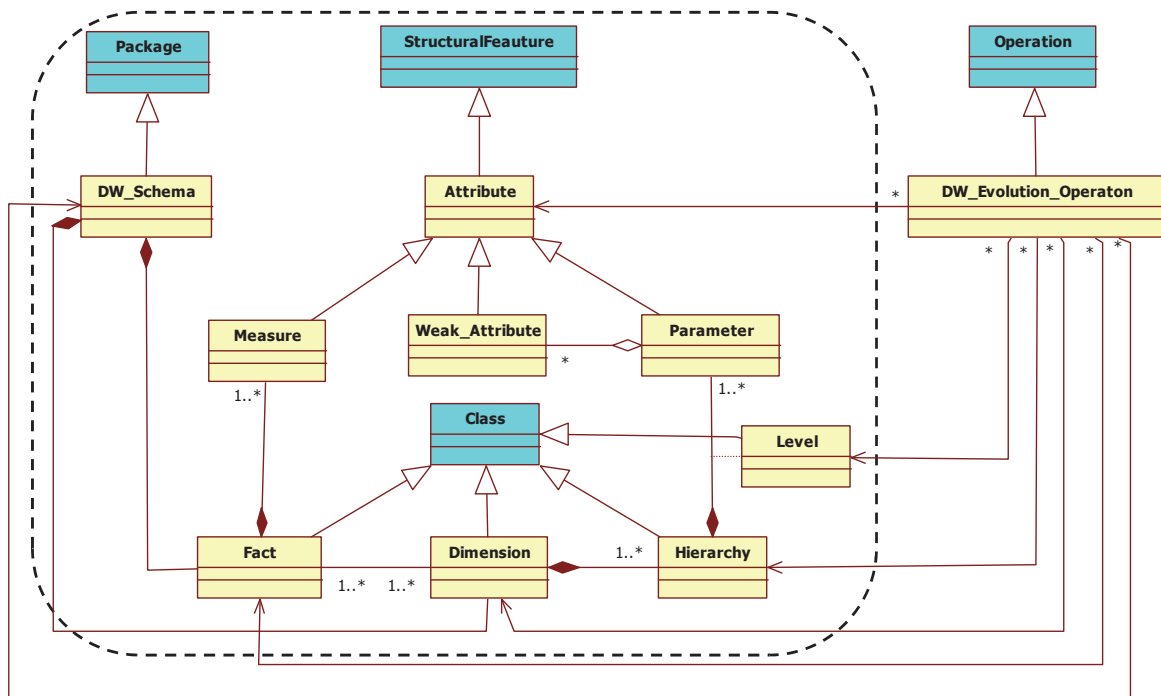 Package
StructuralFeauture
Operation
DW_Schema
Attribute
*
DW_Evolution_Operaton
* * * * *
Measure
Weak_Attribute
Parameter
*
1..*
1..*
Class
Level
Fact
Dimension
1..*
Hierarchy
1..* 1..*